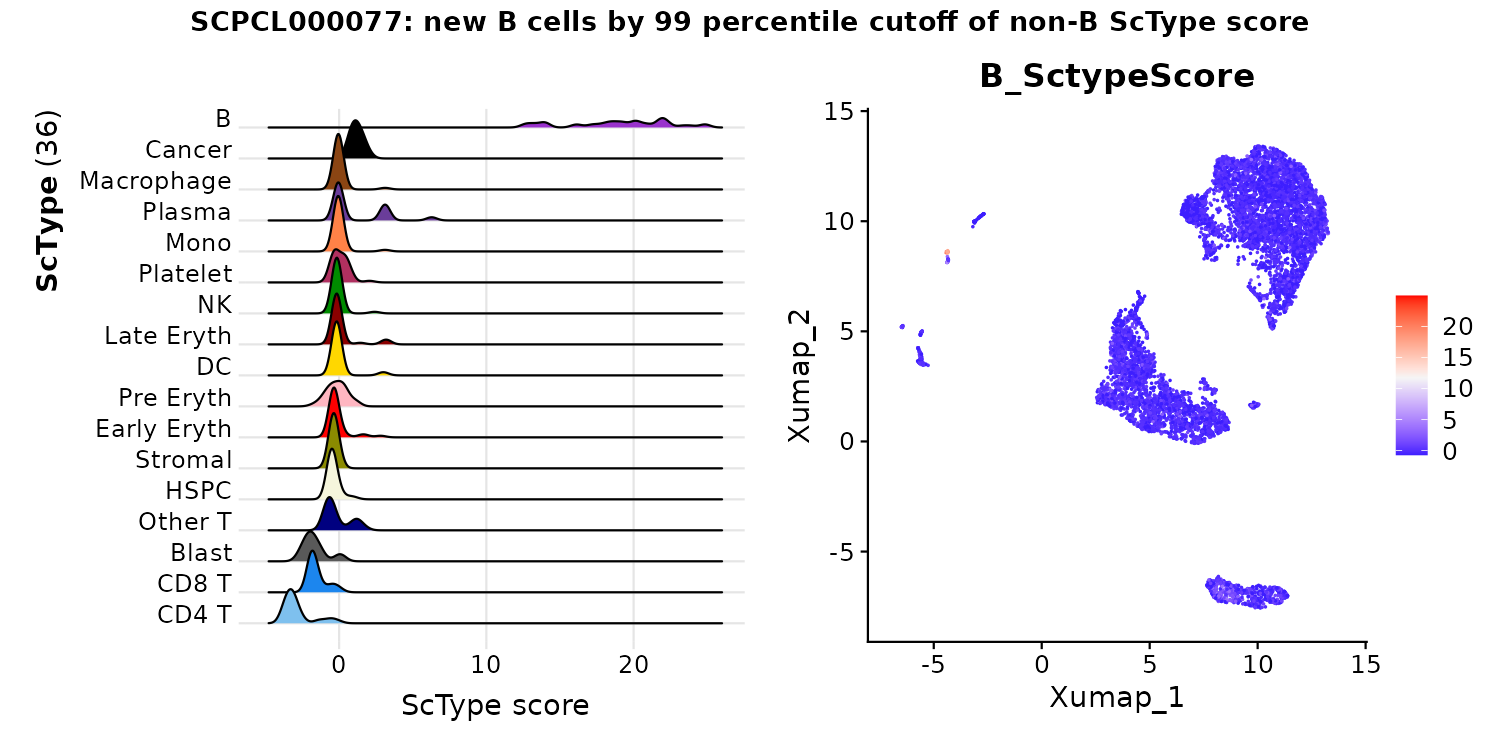 SCPCL000077: new B cells by 99 percentile cutoff of non-B ScType score
ScType (36)
B
Cancer
Macrophage
Plasma
Mono
Platelet
NK
Late Eryth
DC
Pre Eryth
Early Eryth
Stromal
HSPC
Other T
Blast
CD8 T
CD4 T
0 10 20
ScType score
B_SctypeScore
Xumap_2
15
10
5
0
-5
-5 0 5 10 15
Xumap_1
20
15
10
5
0